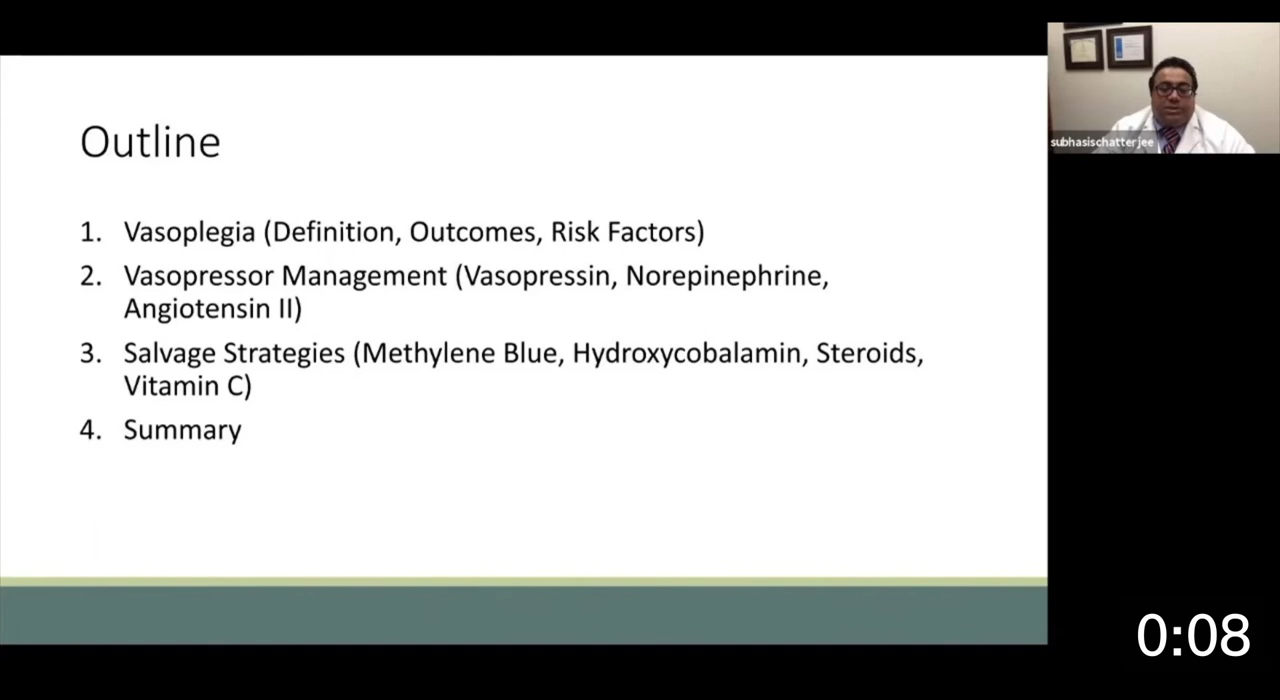 Outline
1. Vasoplegia (Definition, Outcomes, Risk Factors)
2. Vasopressor Management (Vasopressin, Norepinephrine,
Angiotensin II)
3. Salvage Strategies (Methylene Blue, Hydroxycobalamin, Steroids,
Vitamin C)
4. Summary
subhasischatterjee
0:08